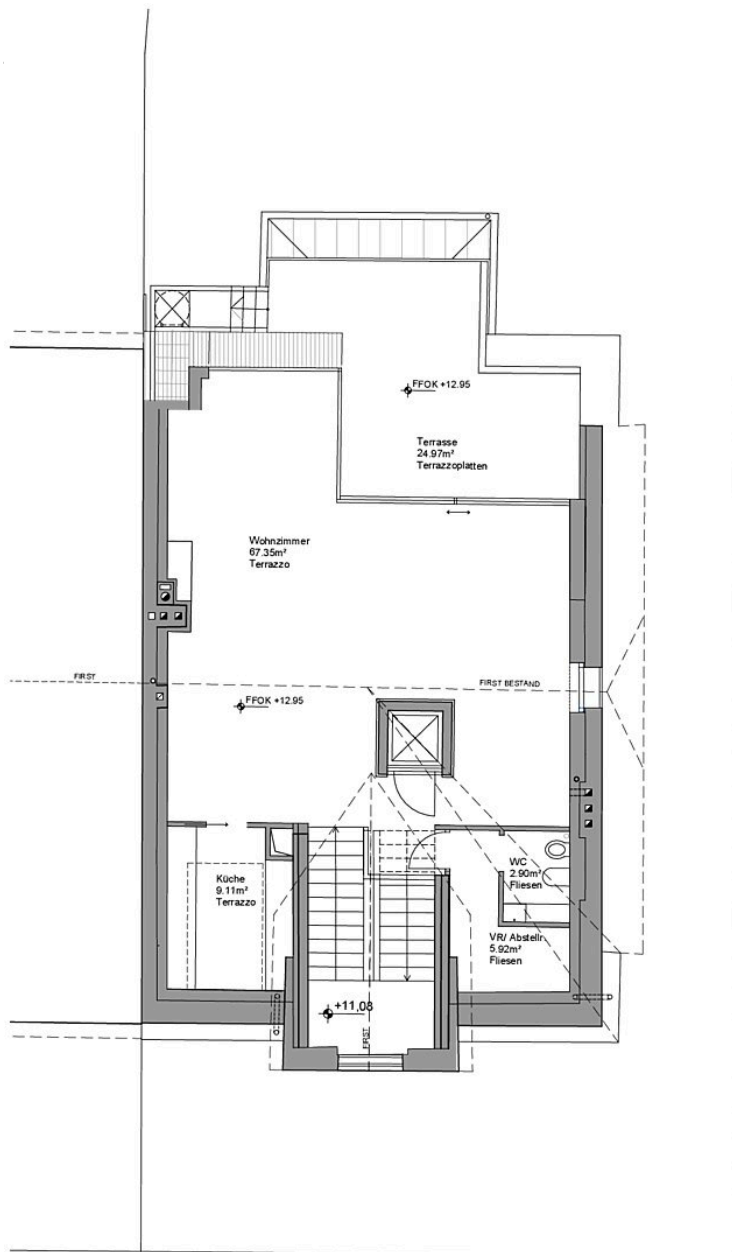 FFOK +12.95
Terrasse
24.97m²
Terrazzoplatten
Wohnzimmer
67.35m²
Terrazzo
FIRST
FIRST BESTAND
FFOK +12.95
Küche
9.11m²
Terrazzo
WC
2.90m²
Fliesen
VR/ Abstellr.
5.92m²
Fliesen
+11,08
FIRST